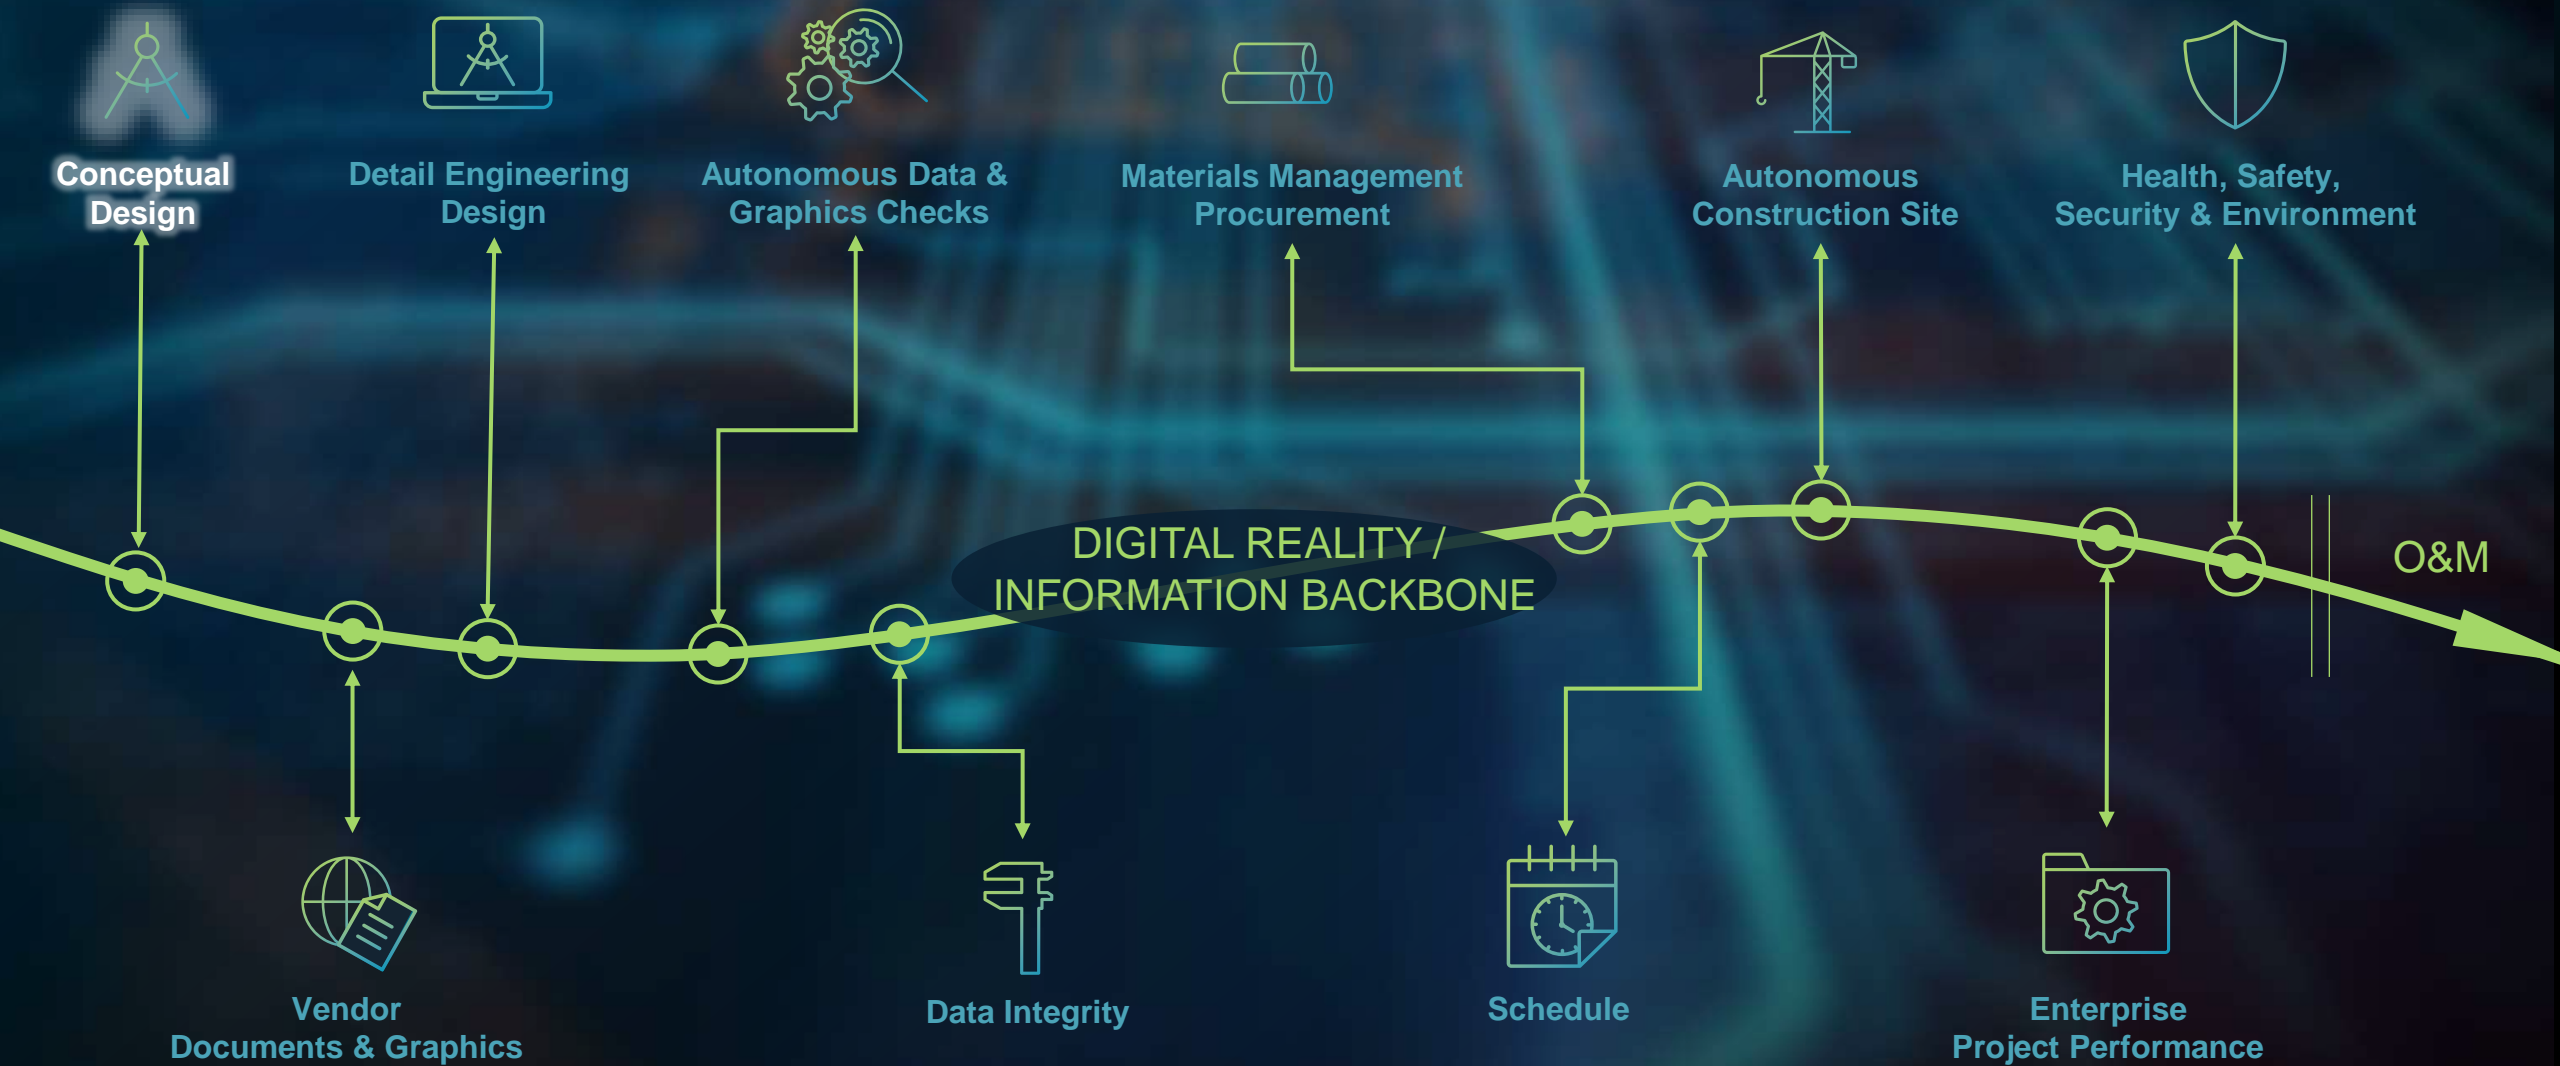 Conceptual
Design
Detail Engineering
Design
Autonomous Data &
Graphics Checks
Materials Management
Procurement
Autonomous
Construction Site
Health, Safety,
Security & Environment
DIGITAL REALITY /
INFORMATION BACKBONE
O&M
Vendor
Documents & Graphics
Data Integrity
Schedule
Enterprise
Project Performance